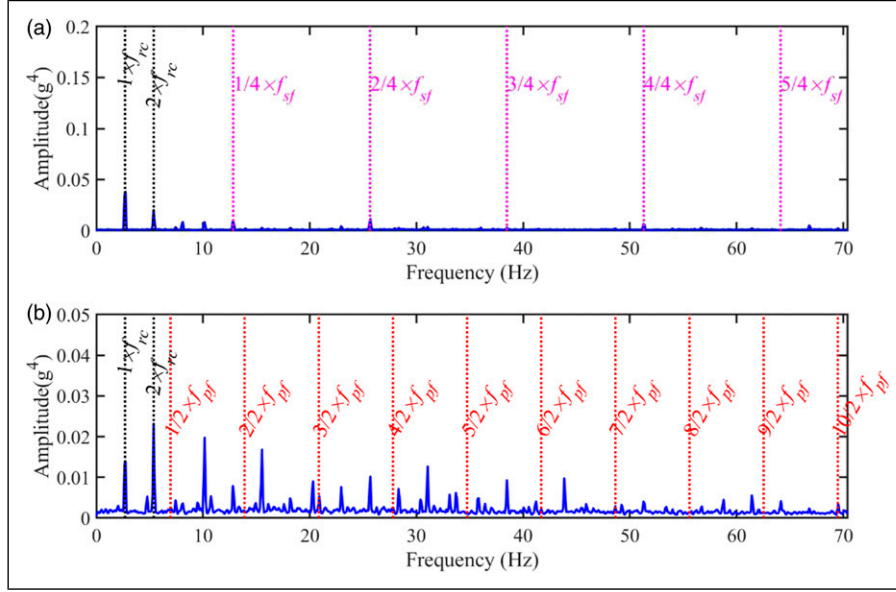 (a)
0.2
0.15
0.1
0.05
0
Amplitude(g⁴)
1×f_rc
2×f_rc
1/4×f_sf
2/4×f_sf
3/4×f_sf
4/4×f_sf
5/4×f_sf
0 10 20 30 40 50 60 70
Frequency (Hz)
(b)
0.05
0.04
0.03
0.02
0.01
0
Amplitude(g⁴)
1×f_rc
2×f_rc
1/2×f_pf
2/2×f_pf
3/2×f_pf
4/2×f_pf
5/2×f_pf
6/2×f_pf
7/2×f_pf
8/2×f_pf
9/2×f_pf
10/2×f_pf
0 10 20 30 40 50 60 70
Frequency (Hz)